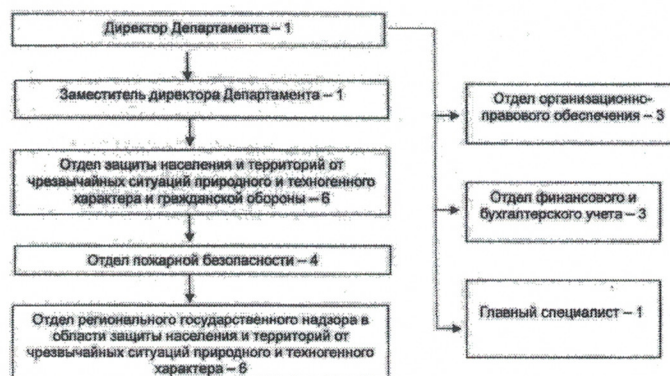 Директор Департамента – 1
Заместитель директора Департамента – 1
Отдел защиты населения и территорий от
чрезвычайных ситуаций природного и техногенного
характера и гражданской обороны – 6
Отдел пожарной безопасности – 4
Отдел регионального государственного надзора в
области защиты населения и территорий от
чрезвычайных ситуаций природного и техногенного
характера – 6
Отдел организационно-
правового обеспечения – 3
Отдел финансового и
бухгалтерского учета – 3
Главный специалист – 1